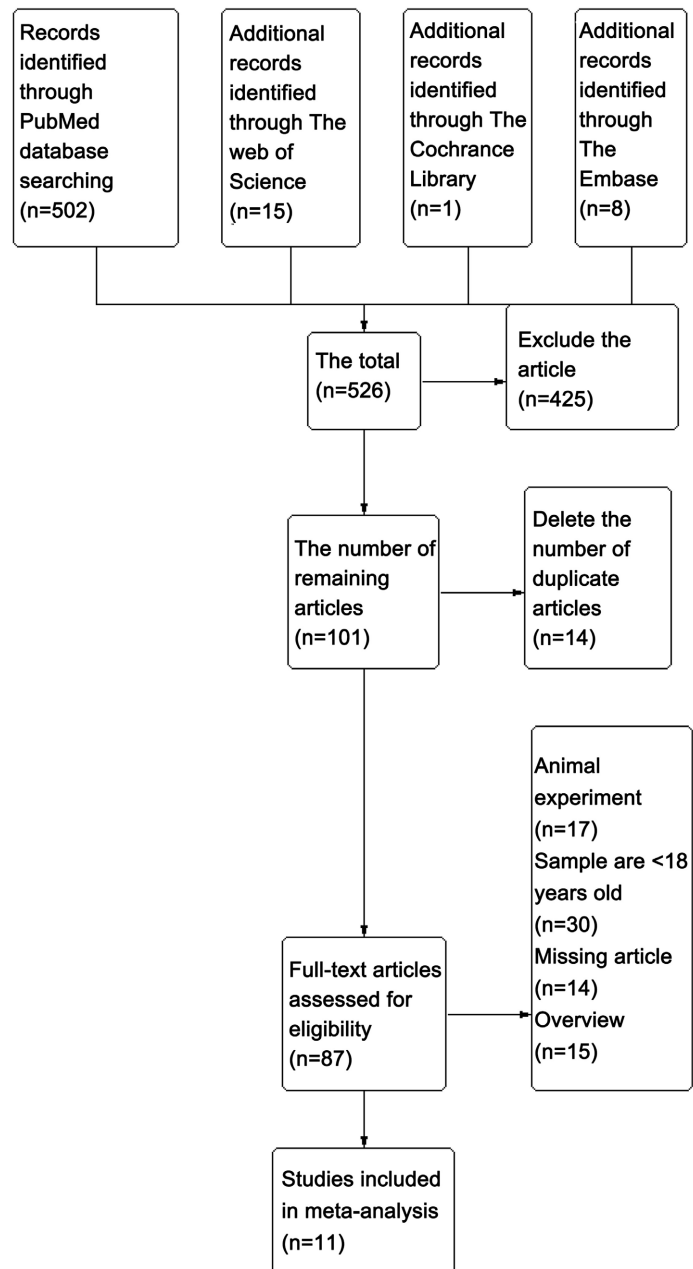 Records
identified
through
PubMed
database
searching
(n=502)
Additional
records
identified
through The
web of
Science
(n=15)
Additional
records
identified
through The
Cochrance
Library
(n=1)
Additional
records
identified
through
The
Embase
(n=8)
The total
(n=526)
Exclude the
article
(n=425)
The number of
remaining
articles
(n=101)
Delete the
number of
duplicate
articles
(n=14)
Animal
experiment
(n=17)
Sample are <18
years old
(n=30)
Missing article
(n=14)
Overview
(n=15)
Full-text articles
assessed for
eligibility
(n=87)
Studies included
in meta-analysis
(n=11)